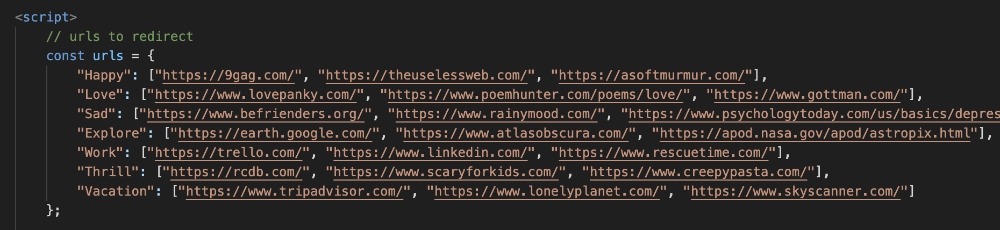 <script>
// urls to redirect
const urls = {
"Happy": ["https://9gag.com/", "https://theuselessweb.com/", "https://asoftmurmur.com/"],
"Love": ["https://www.lovepanky.com/", "https://www.poemhunter.com/poems/love/", "https://www.gottman.com/"],
"Sad": ["https://www.befrienders.org/", "https://www.rainymood.com/", "https://www.psychologytoday.com/us/basics/depres
"Explore": ["https://earth.google.com/", "https://www.atlasobscura.com/", "https://apod.nasa.gov/apod/astropix.html"],
"Work": ["https://trello.com/", "https://www.linkedin.com/", "https://www.rescuetime.com/"],
"Thrill": ["https://rcdb.com/", "https://www.scaryforkids.com/", "https://www.creepypasta.com/"],
"Vacation": ["https://www.tripadvisor.com/", "https://www.lonelyplanet.com/", "https://www.skyscanner.com/"]
};